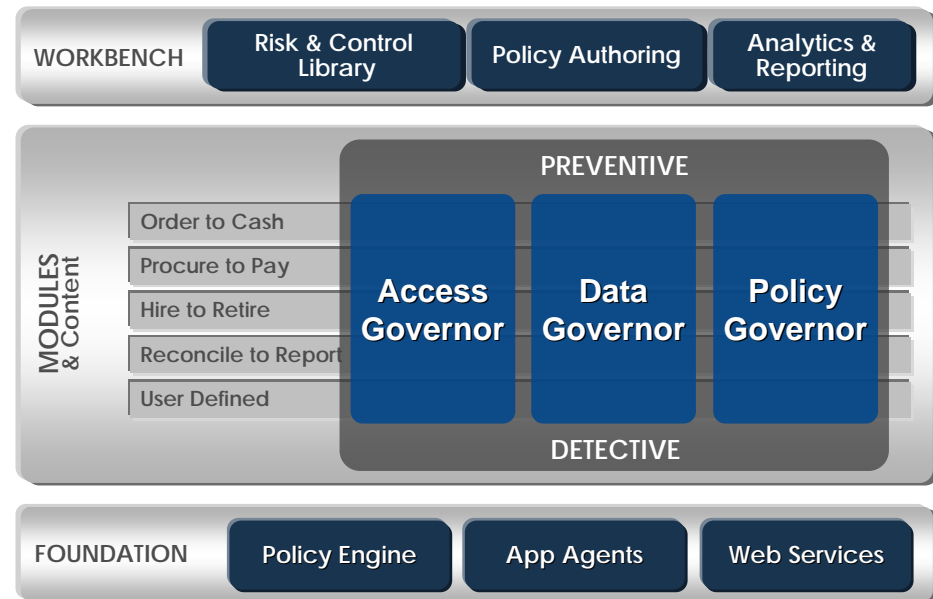 WORKBENCH
Risk & Control
Library
Policy Authoring
Analytics &
Reporting
MODULES
& Content
PREVENTIVE
Order to Cash
Procure to Pay
Hire to Retire
Reconcile to Report
User Defined
Access
Governor
Data
Governor
Policy
Governor
DETECTIVE
FOUNDATION
Policy Engine
App Agents
Web Services